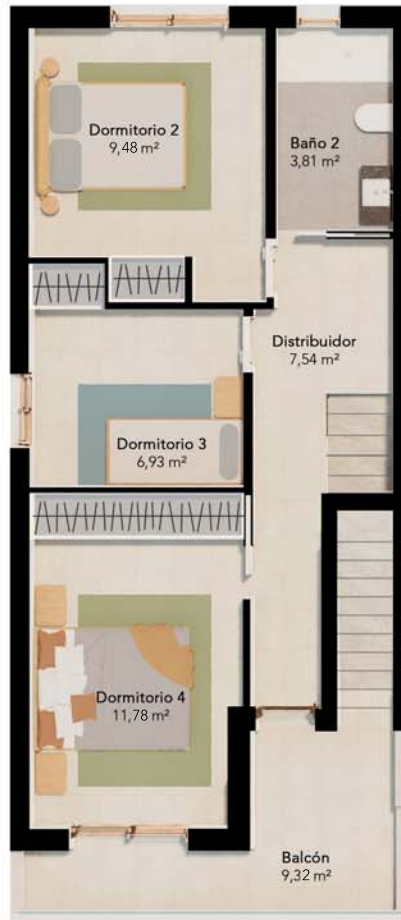 Dormitorio 2
9,48 m²
Baño 2
3,81 m²
Distribuidor
7,54 m²
Dormitorio 3
6,93 m²
Dormitorio 4
11,78 m²
Balcón
9,32 m²